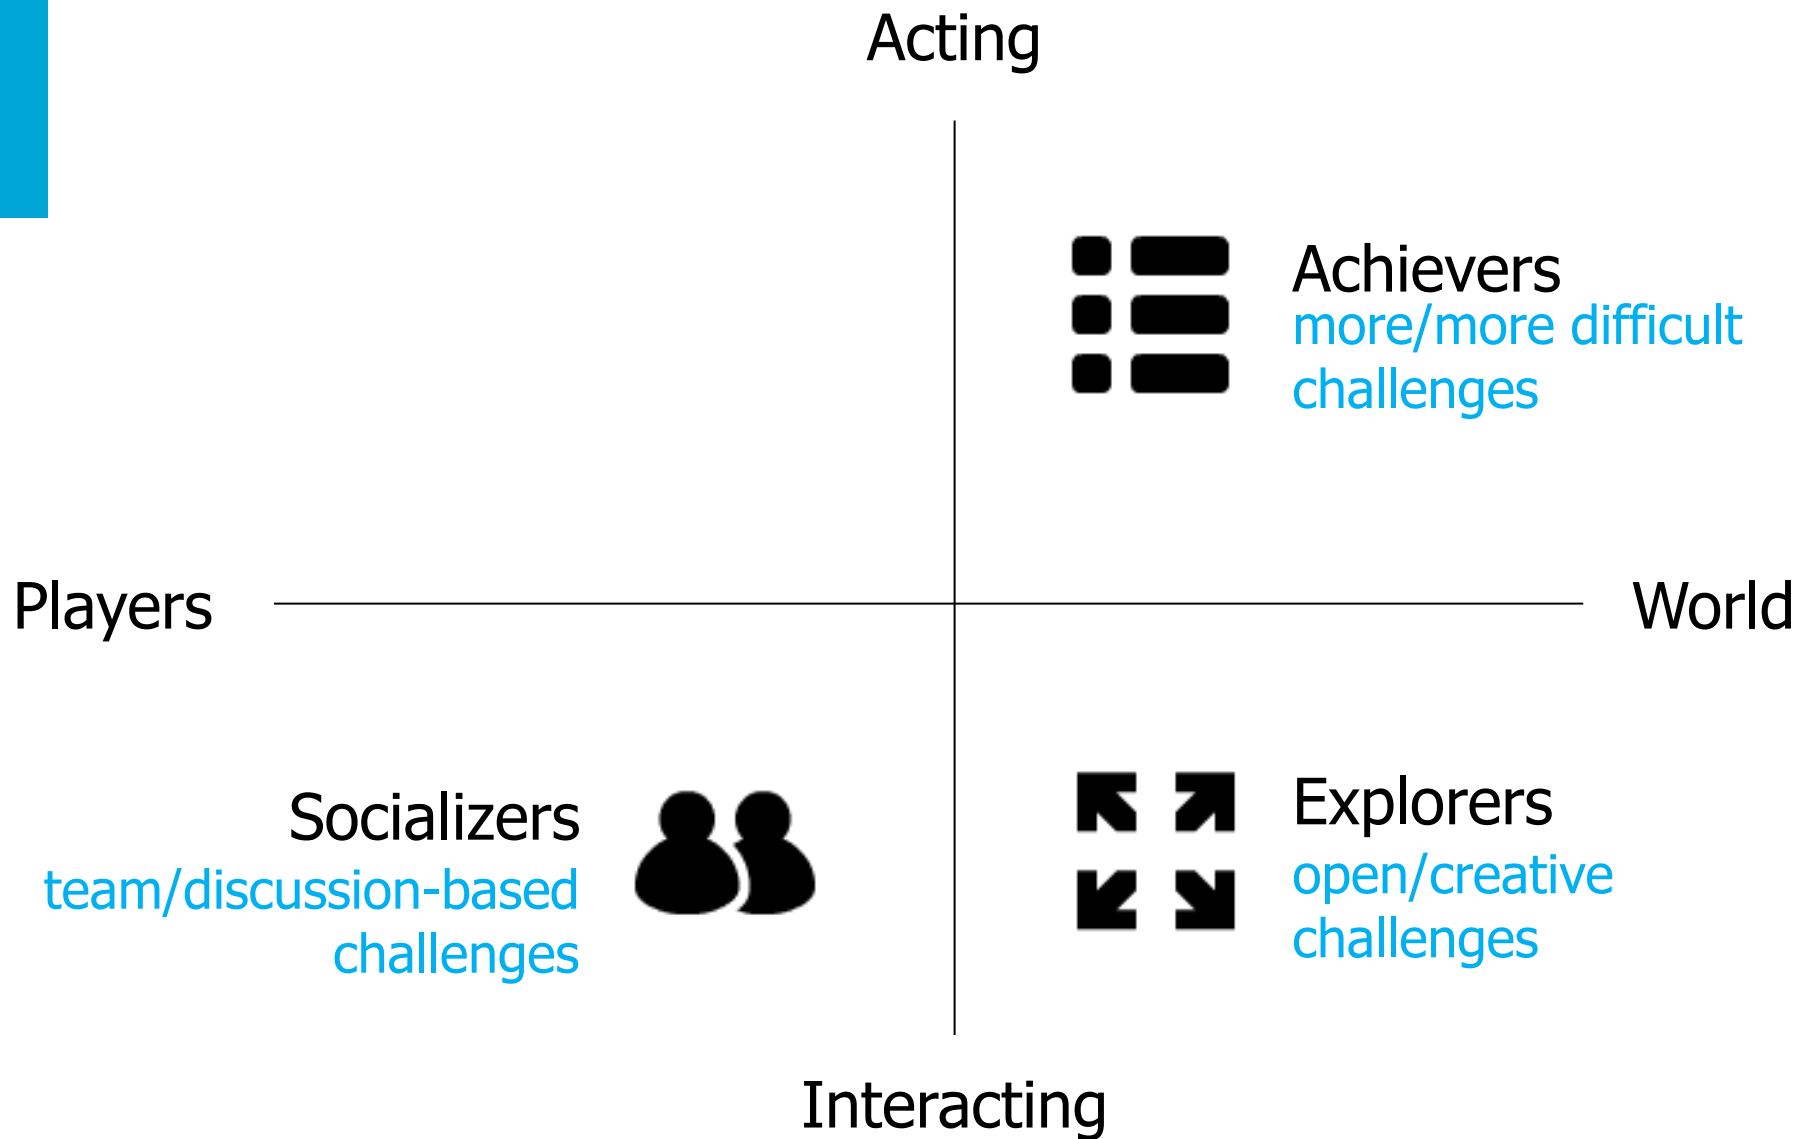 Acting
Achievers
more/more difficult
challenges
Players
World
Socializers
team/discussion-based
challenges
Explorers
open/creative
challenges
Interacting